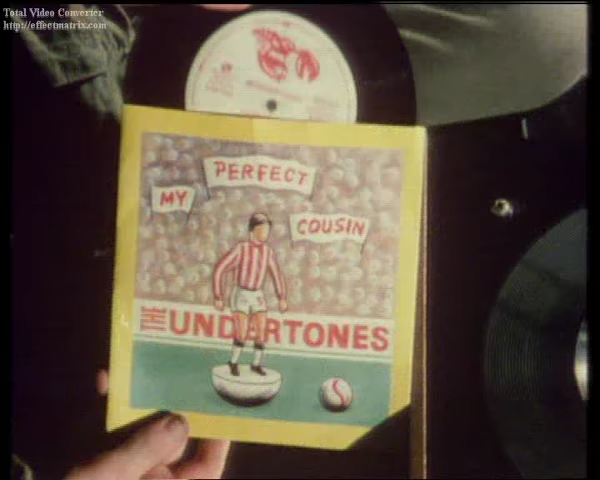 Total Video Converter
http://effectmatrix.com
MY
PERFECT
COUSIN
THE
UNDERTONES